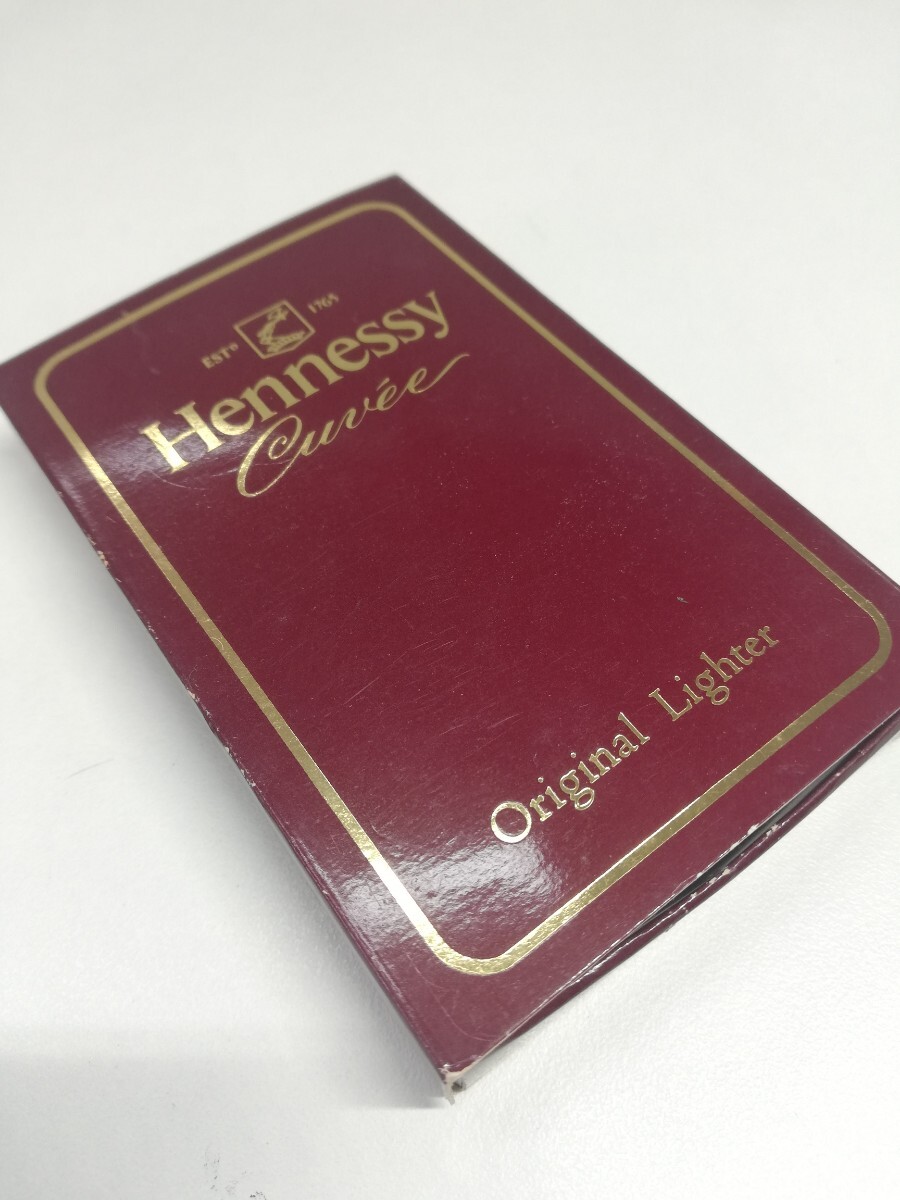 ESTᴰ 1765
Hennessy
Cuvée
Original Lighter